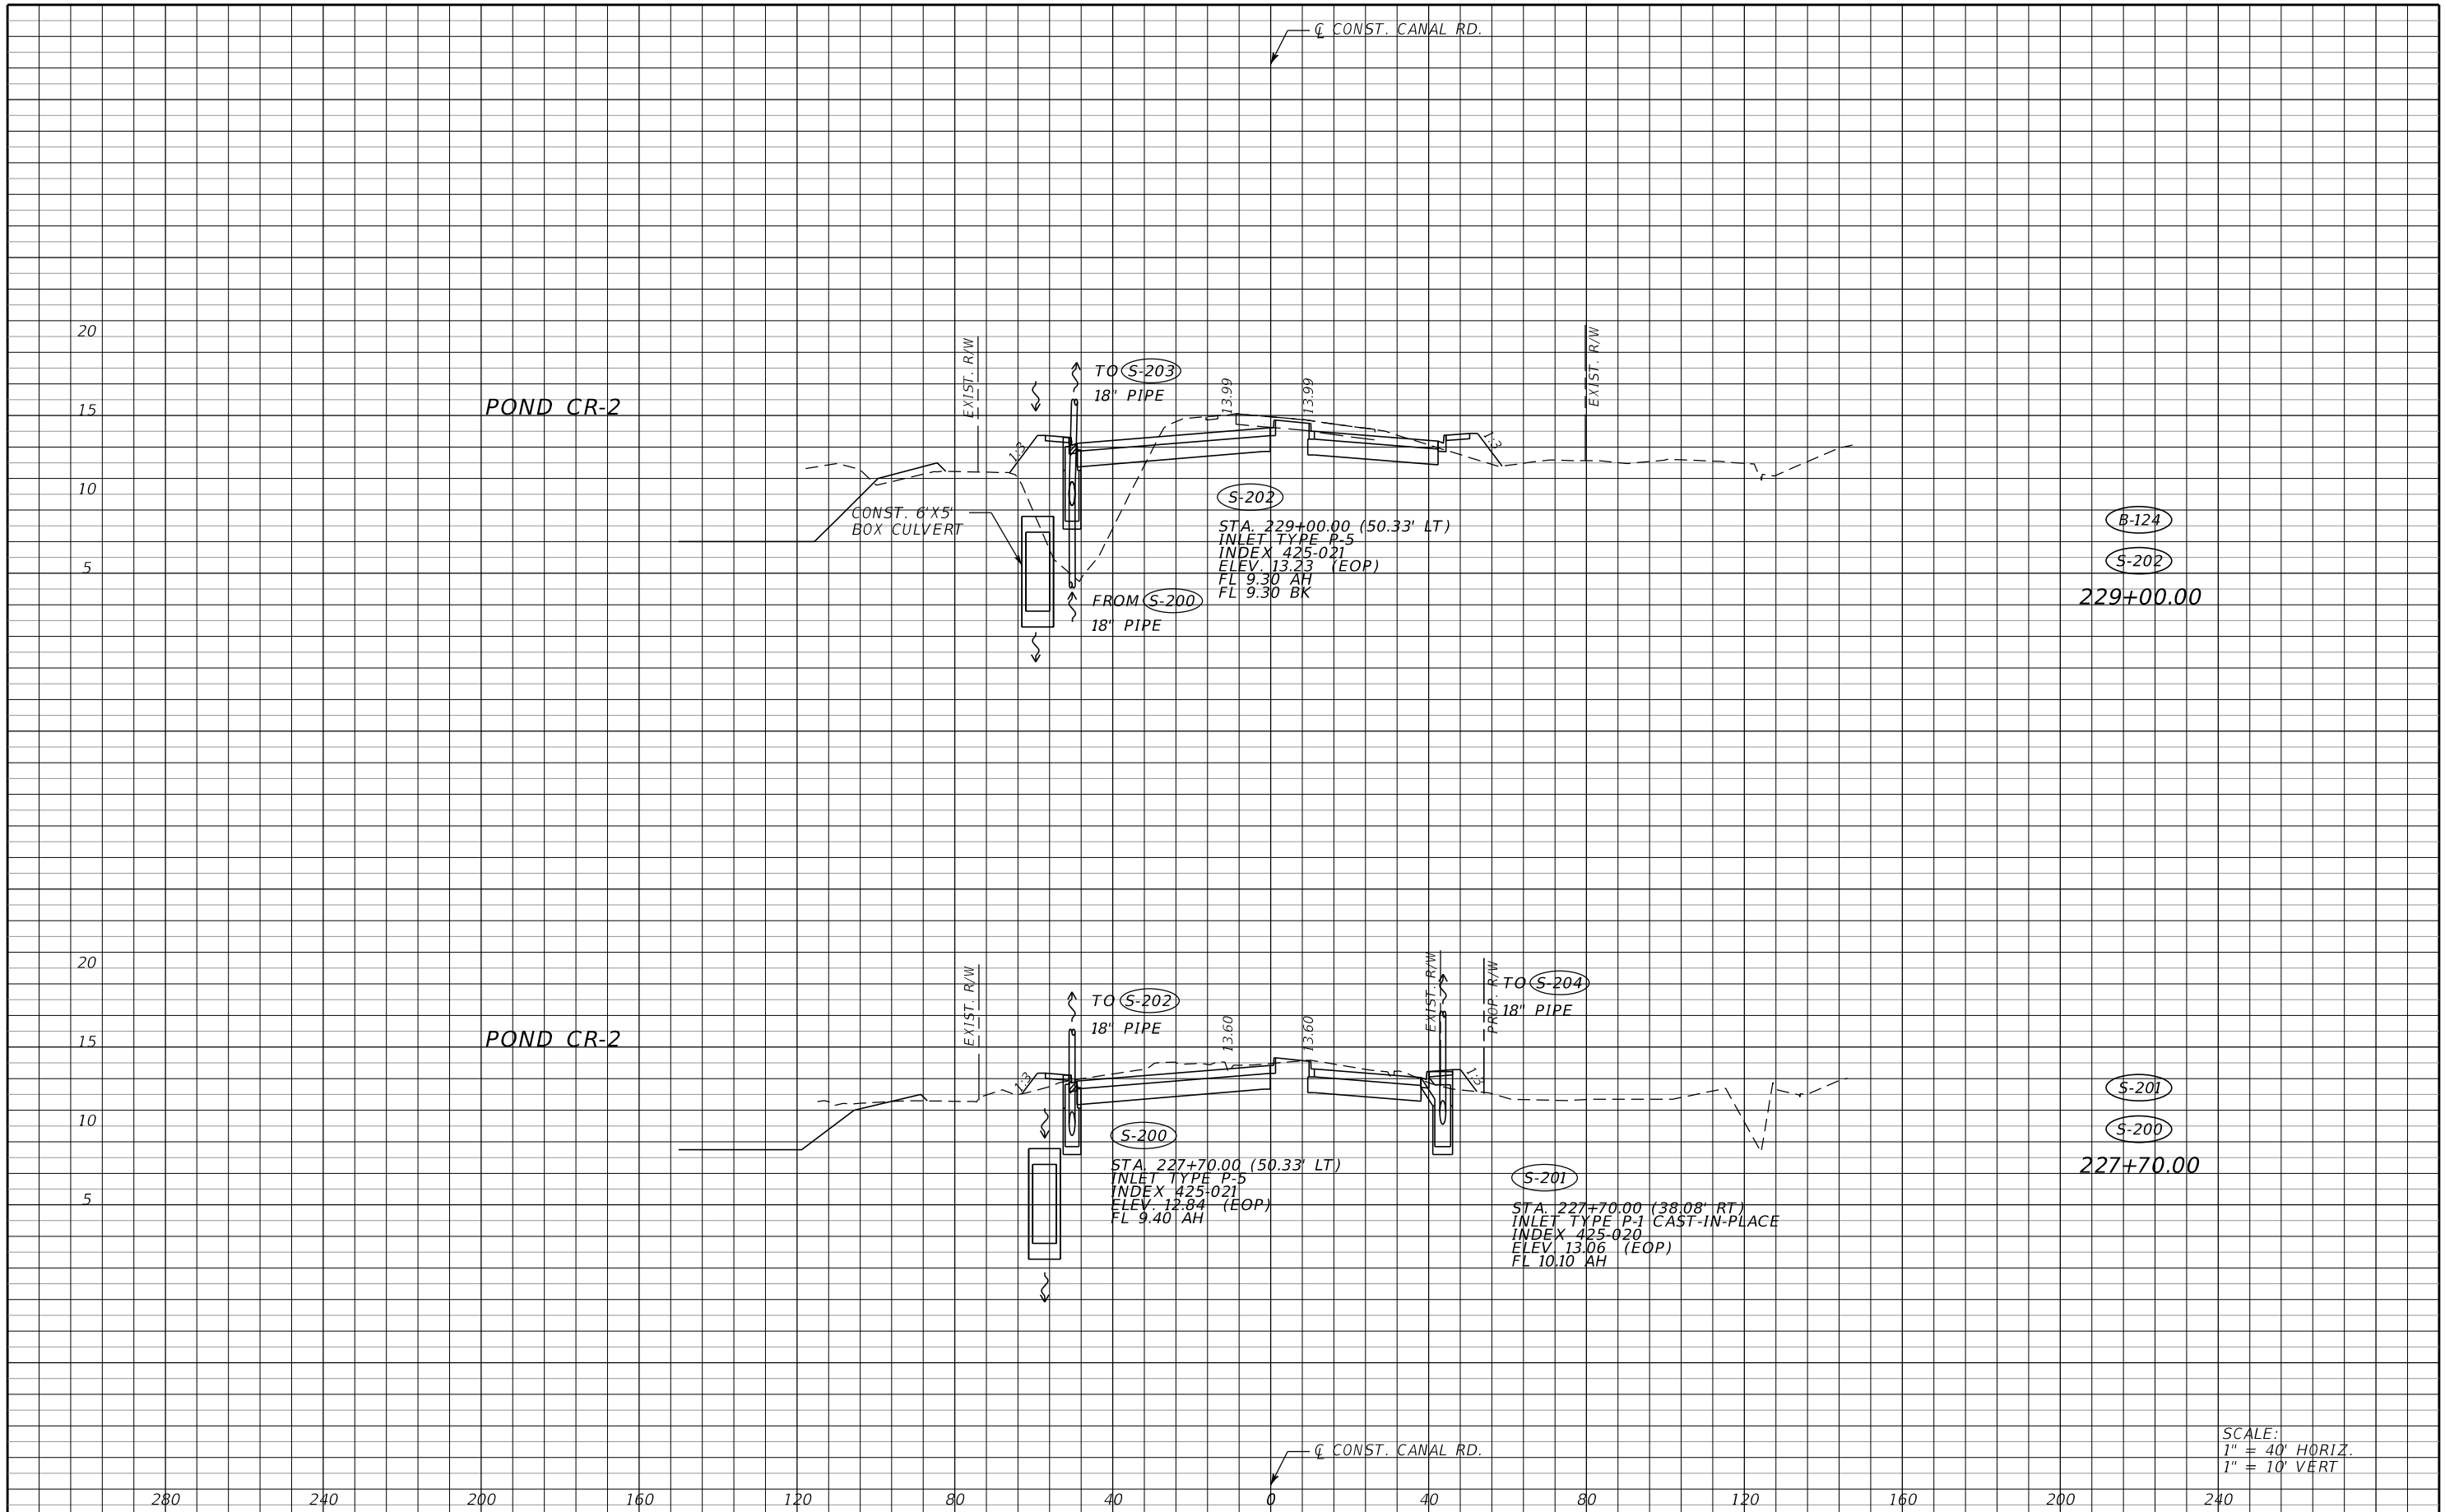 ℄ CONST. CANAL RD.
20
15
10
5
POND CR-2
EXIST. R/W
TO S-203
18" PIPE
13.99
13.99
EXIST. R/W
1:3
1:3
CONST. 6'X5'
BOX CULVERT
S-202
STA. 229+00.00 (50.33' LT)
INLET TYPE P-5
INDEX 425-021
ELEV. 13.23 (EOP)
FL 9.30 AH
FL 9.30 BK
FROM S-200
18" PIPE
B-124
S-202
229+00.00
20
15
10
5
POND CR-2
EXIST. R/W
TO S-202
18" PIPE
13.60
13.60
EXIST. R/W
PROP. R/W
TO S-204
18" PIPE
1:3
1:3
S-200
STA. 227+70.00 (50.33' LT)
INLET TYPE P-5
INDEX 425-021
ELEV. 12.84 (EOP)
FL 9.40 AH
S-201
STA. 227+70.00 (38.08' RT)
INLET TYPE P-1 CAST-IN-PLACE
INDEX 425-020
ELEV. 13.06 (EOP)
FL 10.10 AH
S-201
S-200
227+70.00
℄ CONST. CANAL RD.
SCALE:
1" = 40' HORIZ.
1" = 10' VERT
280 240 200 160 120 80 40 0 40 80 120 160 200 240